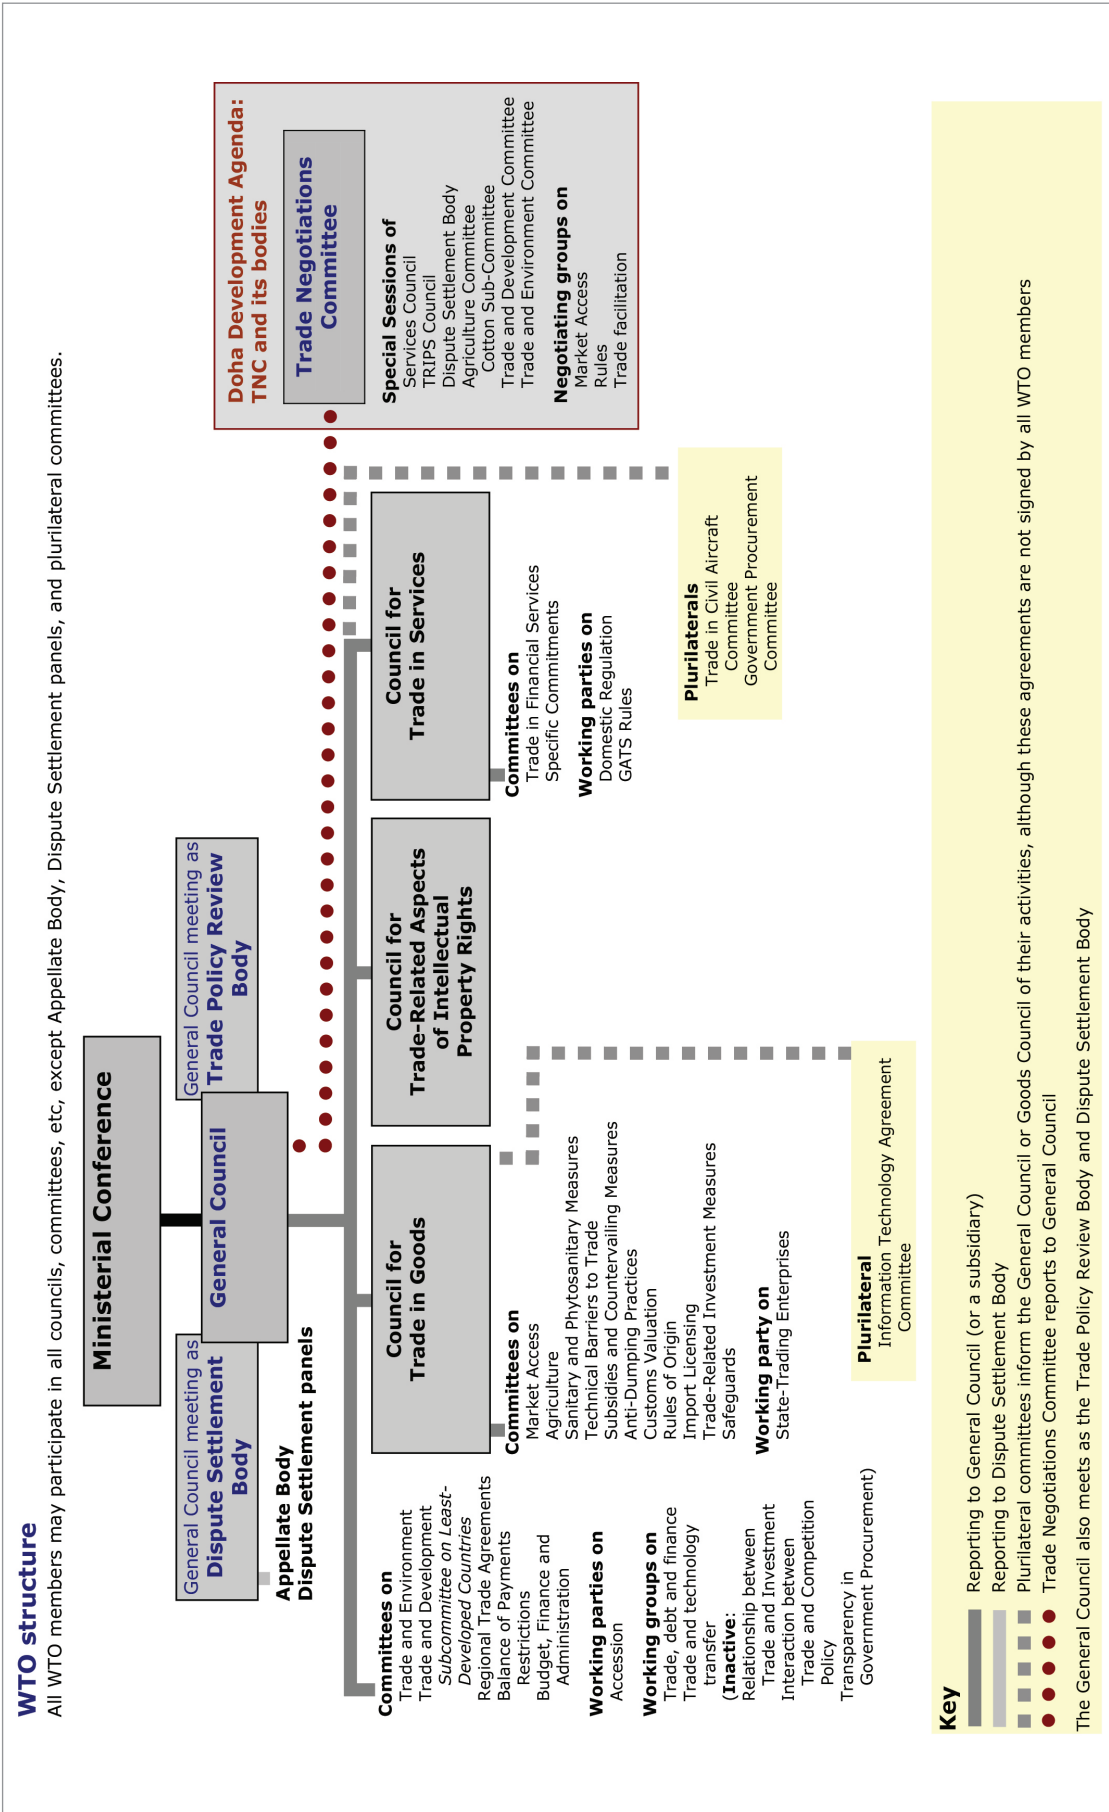 WTO structure
All WTO members may participate in all councils, committees, etc, except Appellate Body, Dispute Settlement panels, and plurilateral committees.
Ministerial Conference
General Council meeting as
Dispute Settlement
Body
General Council
General Council meeting as
Trade Policy Review
Body
Appellate Body
Dispute Settlement panels
Doha Development Agenda:
TNC and its bodies
Trade Negotiations
Committee
Special Sessions of
Services Council
TRIPS Council
Dispute Settlement Body
Agriculture Committee
Cotton Sub-Committee
Trade and Development Committee
Trade and Environment Committee
Negotiating groups on
Market Access
Rules
Trade facilitation
Committees on
Trade and Environment
Trade and Development
Subcommittee on Least-
Developed Countries
Regional Trade Agreements
Balance of Payments
Restrictions
Budget, Finance and
Administration
Working parties on
Accession
Working groups on
Trade, debt and finance
Trade and technology
transfer
(Inactive:
Relationship between
Trade and Investment
Interaction between
Trade and Competition
Policy
Transparency in
Government Procurement)
Council for
Trade in Goods
Committees on
Market Access
Agriculture
Sanitary and Phytosanitary Measures
Technical Barriers to Trade
Subsidies and Countervailing Measures
Anti-Dumping Practices
Customs Valuation
Rules of Origin
Import Licensing
Trade-Related Investment Measures
Safeguards
Working party on
State-Trading Enterprises
Plurilateral
Information Technology Agreement
Committee
Council for
Trade-Related Aspects
of Intellectual
Property Rights
Council for
Trade in Services
Committees on
Trade in Financial Services
Specific Commitments
Working parties on
Domestic Regulation
GATS Rules
Plurilaterals
Trade in Civil Aircraft
Committee
Government Procurement
Committee
Key
Reporting to General Council (or a subsidiary)
Reporting to Dispute Settlement Body
Plurilateral committees inform the General Council or Goods Council of their activities, although these agreements are not signed by all WTO members
Trade Negotiations Committee reports to General Council
The General Council also meets as the Trade Policy Review Body and Dispute Settlement Body